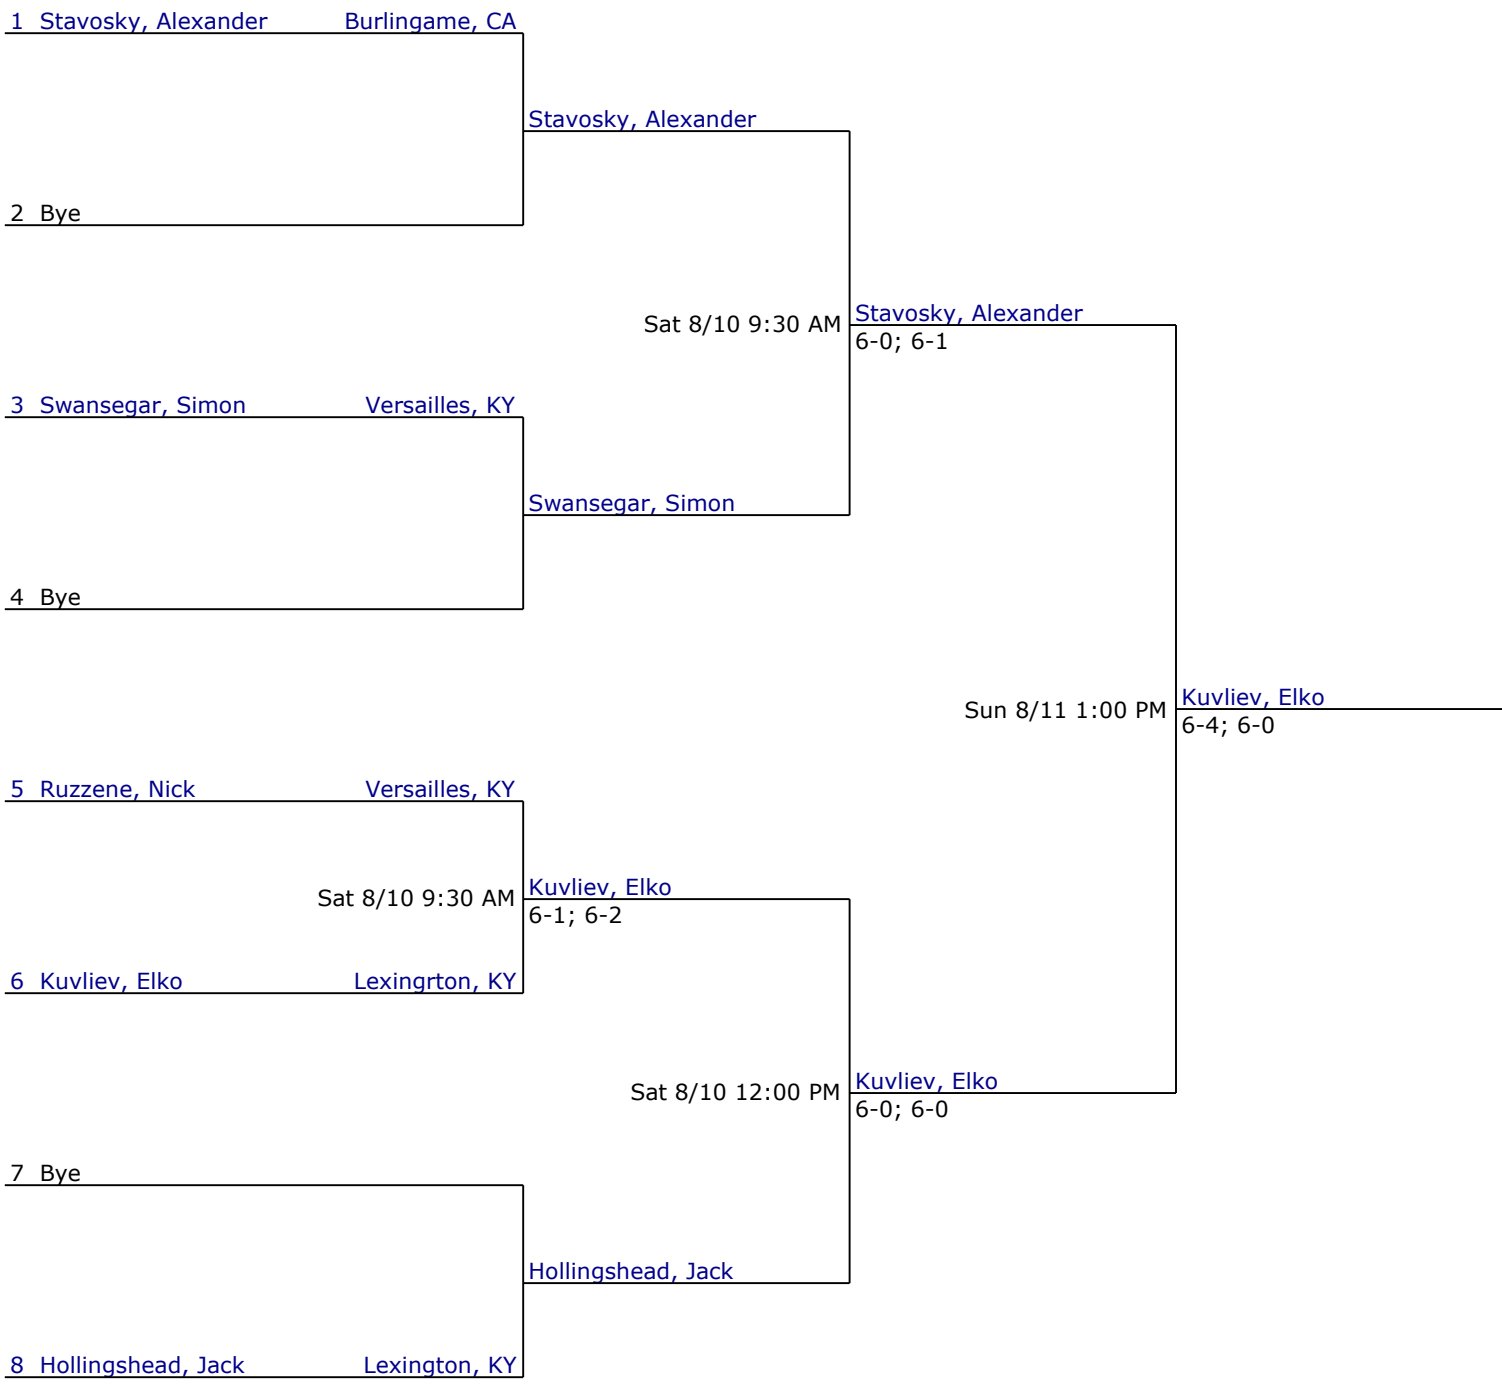 1 Stavosky, Alexander Burlingame, CA
Stavosky, Alexander
2 Bye
Sat 8/10 9:30 AM
Stavosky, Alexander
6-0; 6-1
3 Swansegar, Simon Versailles, KY
Swansegar, Simon
4 Bye
Sun 8/11 1:00 PM
Kuvliev, Elko
6-4; 6-0
5 Ruzzene, Nick Versailles, KY
Sat 8/10 9:30 AM
Kuvliev, Elko
6-1; 6-2
6 Kuvliev, Elko Lexingrton, KY
Sat 8/10 12:00 PM
Kuvliev, Elko
6-0; 6-0
7 Bye
Hollingshead, Jack
8 Hollingshead, Jack Lexington, KY